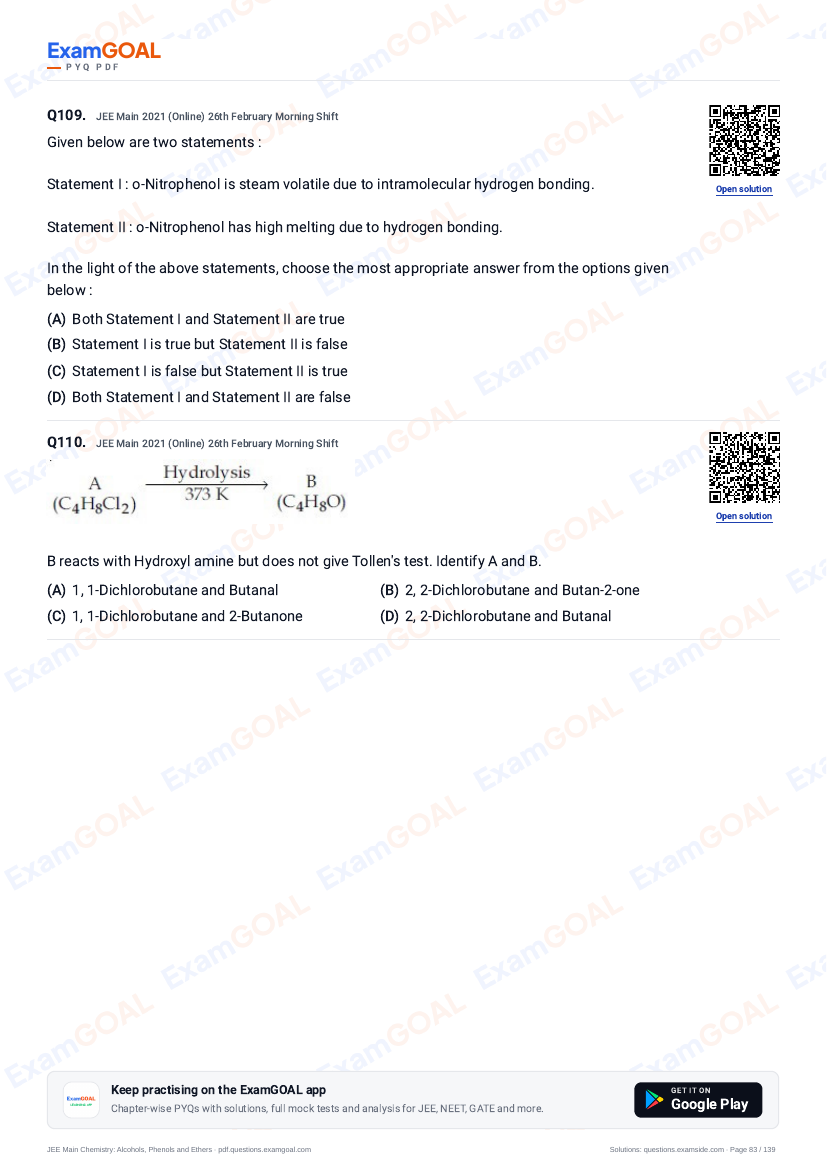 ExamGOAL
PYQ PDF
Q109. JEE Main 2021 (Online) 26th February Morning Shift
Given below are two statements :
Open solution
Statement I : o-Nitrophenol is steam volatile due to intramolecular hydrogen bonding.
Statement II : o-Nitrophenol has high melting due to hydrogen bonding.
In the light of the above statements, choose the most appropriate answer from the options given
below :
(A) Both Statement I and Statement II are true
(B) Statement I is true but Statement II is false
(C) Statement I is false but Statement II is true
(D) Both Statement I and Statement II are false
Q110. JEE Main 2021 (Online) 26th February Morning Shift
A (C₄H₈Cl₂) Hydrolysis 373 K → B (C₄H₈O)
Open solution
B reacts with Hydroxyl amine but does not give Tollen's test. Identify A and B.
(A) 1, 1-Dichlorobutane and Butanal (B) 2, 2-Dichlorobutane and Butan-2-one
(C) 1, 1-Dichlorobutane and 2-Butanone (D) 2, 2-Dichlorobutane and Butanal
ExamGOAL
Keep practising on the ExamGOAL app
Chapter-wise PYQs with solutions, full mock tests and analysis for JEE, NEET, GATE and more.
GET IT ON
Google Play
JEE Main Chemistry: Alcohols, Phenols and Ethers · pdf.questions.examgoal.com Solutions: questions.examside.com · Page 83 / 139